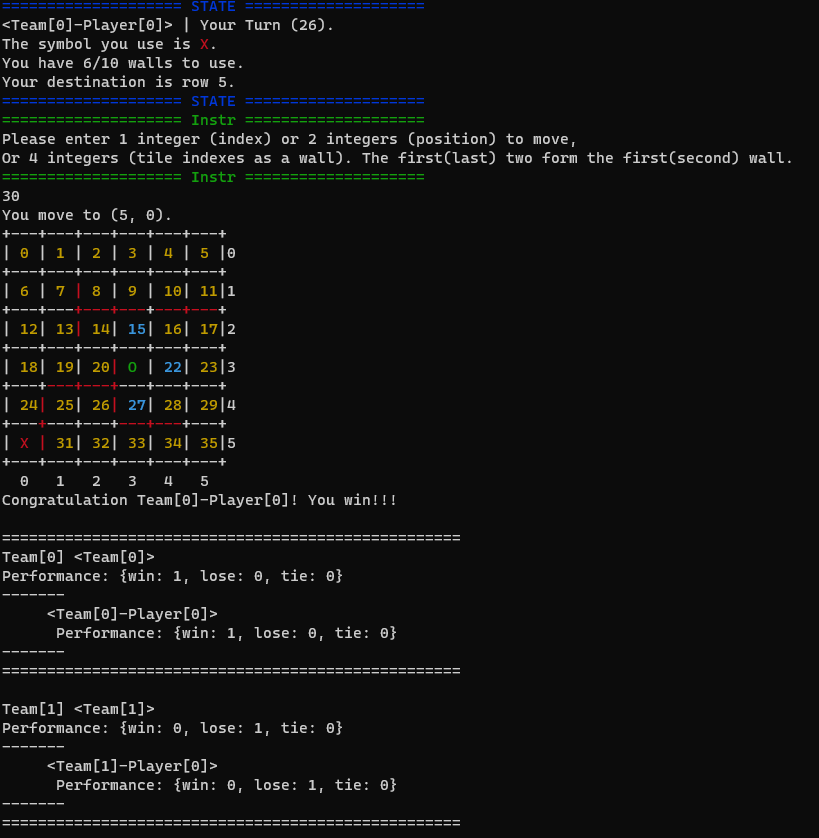 ==================== STATE ====================
<Team[0]-Player[0]> | Your Turn (26).
The symbol you use is X.
You have 6/10 walls to use.
Your destination is row 5.
==================== STATE ====================
==================== Instr ====================
Please enter 1 integer (index) or 2 integers (position) to move,
Or 4 integers (tile indexes as a wall). The first(last) two form the first(second) wall.
==================== Instr ====================
30
You move to (5, 0).
+---+---+---+---+---+---+
| 0 | 1 | 2 | 3 | 4 | 5 |0
+---+---+---+---+---+---+
| 6 | 7 | 8 | 9 | 10| 11|1
+---+---+---+---+---+---+
| 12| 13| 14| 15| 16| 17|2
+---+---+---+---+---+---+
| 18| 19| 20| O | 22| 23|3
+---+---+---+---+---+---+
| 24| 25| 26| 27| 28| 29|4
+---+---+---+---+---+---+
| X | 31| 32| 33| 34| 35|5
+---+---+---+---+---+---+
  0   1   2   3   4   5
Congratulation Team[0]-Player[0]! You win!!!
===================================================
Team[0] <Team[0]>
Performance: {win: 1, lose: 0, tie: 0}
-------
     <Team[0]-Player[0]>
      Performance: {win: 1, lose: 0, tie: 0}
-------
===================================================
Team[1] <Team[1]>
Performance: {win: 0, lose: 1, tie: 0}
-------
     <Team[1]-Player[0]>
      Performance: {win: 0, lose: 1, tie: 0}
-------
===================================================